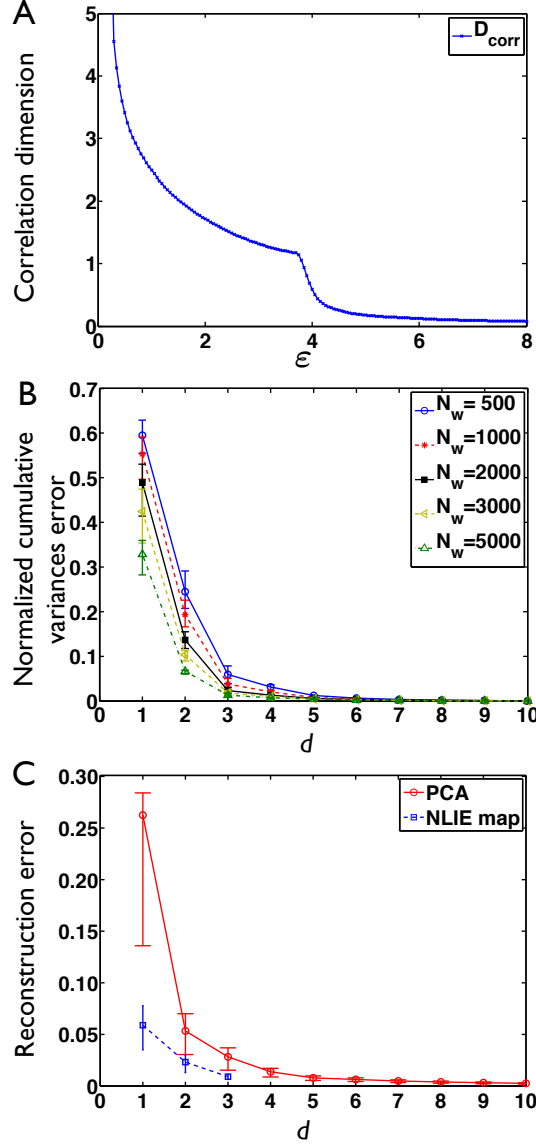 A
D_corr
Correlation dimension
5
4
3
2
1
0
0 2 4 6 8
ε
B
N_w= 500
N_w=1000
N_w=2000
N_w=3000
N_w=5000
Normalized cumulative
variances error
0.7
0.6
0.5
0.4
0.3
0.2
0.1
0
0 1 2 3 4 5 6 7 8 9 10
d
C
PCA
NLIE map
Reconstruction error
0.30
0.25
0.20
0.15
0.10
0.05
0
0 1 2 3 4 5 6 7 8 9 10
d